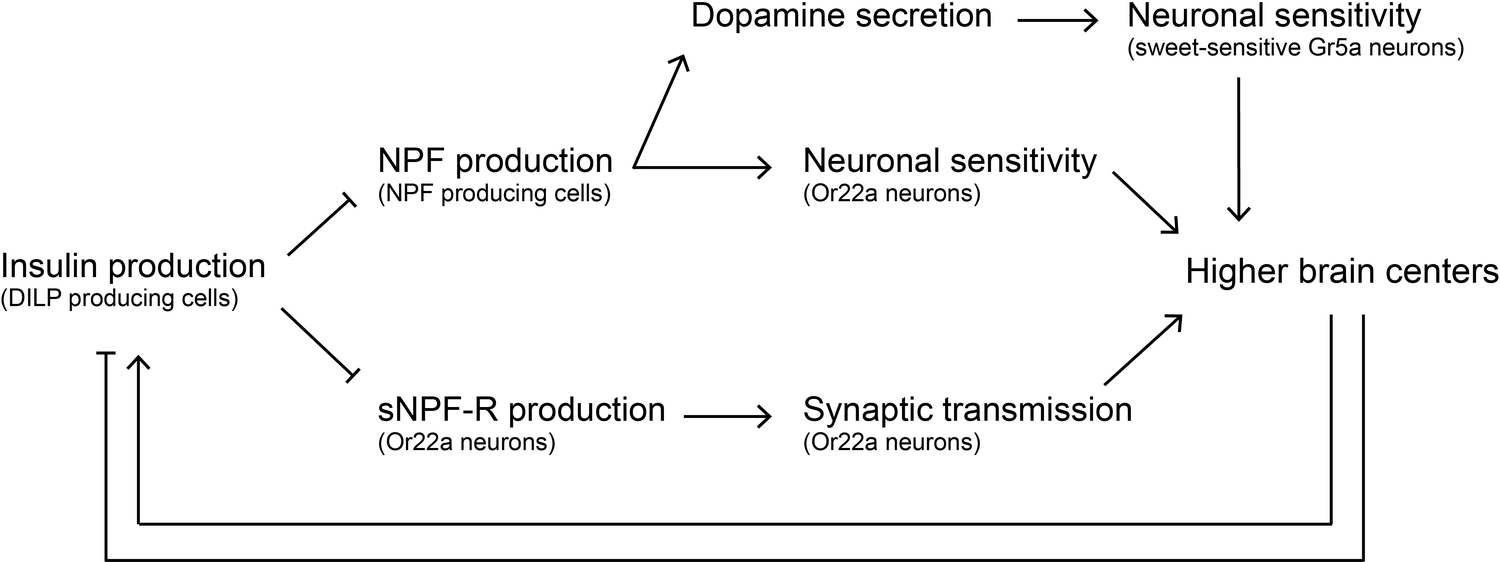 Dopamine secretion
Neuronal sensitivity
(sweet-sensitive Gr5a neurons)
NPF production
(NPF producing cells)
Neuronal sensitivity
(Or22a neurons)
Insulin production
(DILP producing cells)
Higher brain centers
sNPF-R production
(Or22a neurons)
Synaptic transmission
(Or22a neurons)